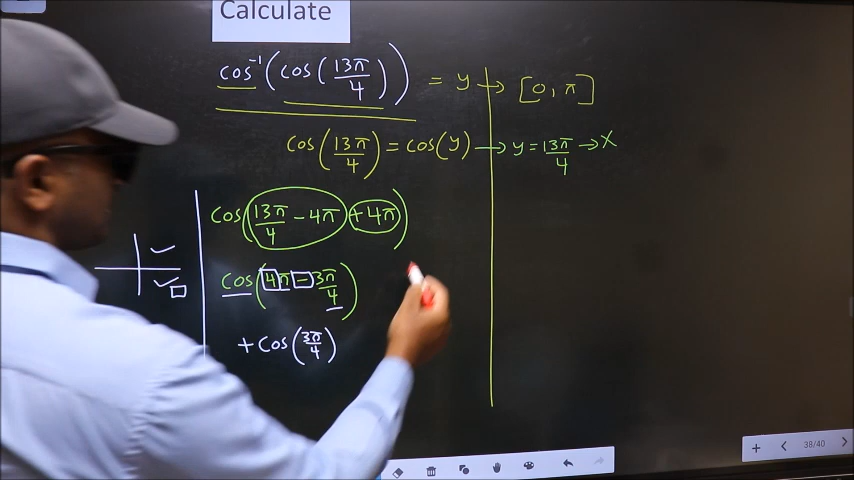 Calculate
cos⁻¹(cos(13π/4)) = y → [0, π]
cos(13π/4) = cos(y) → y = 13π/4 → X
cos(13π/4 - 4π + 4π)
cos(4π - 3π/4)
+ cos(3π/4)
+ < 38/40 >